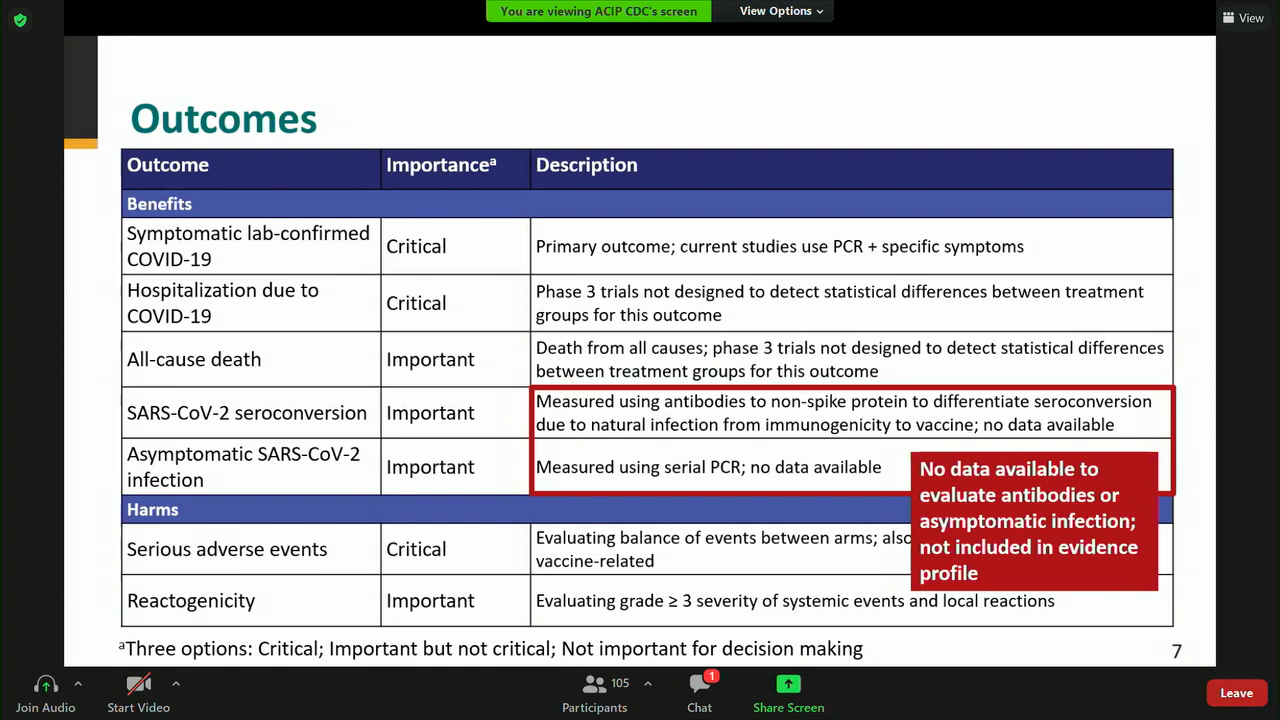 You are viewing ACIP CDC's screen
View Options
View
Outcomes
Outcome
Importanceᵃ
Description
Benefits
Symptomatic lab-confirmed
COVID-19
Critical
Primary outcome; current studies use PCR + specific symptoms
Hospitalization due to
COVID-19
Critical
Phase 3 trials not designed to detect statistical differences between treatment
groups for this outcome
All-cause death
Important
Death from all causes; phase 3 trials not designed to detect statistical differences
between treatment groups for this outcome
SARS-CoV-2 seroconversion
Important
Measured using antibodies to non-spike protein to differentiate seroconversion
due to natural infection from immunogenicity to vaccine; no data available
Asymptomatic SARS-CoV-2
infection
Important
Measured using serial PCR; no data available
No data available to
evaluate antibodies or
asymptomatic infection;
not included in evidence
profile
Harms
Serious adverse events
Critical
Evaluating balance of events between arms; also
vaccine-related
Reactogenicity
Important
Evaluating grade ≥ 3 severity of systemic events and local reactions
ᵃThree options: Critical; Important but not critical; Not important for decision making
7
Join Audio
Start Video
105
Participants
1
Chat
Share Screen
Leave